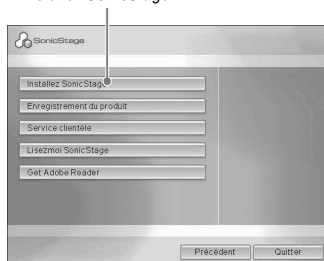 SonicStage
Installez SonicStage
Enregistrement du produit
Service clientèle
Lisezmoi SonicStage
Get Adobe Reader
Précédent Quitter